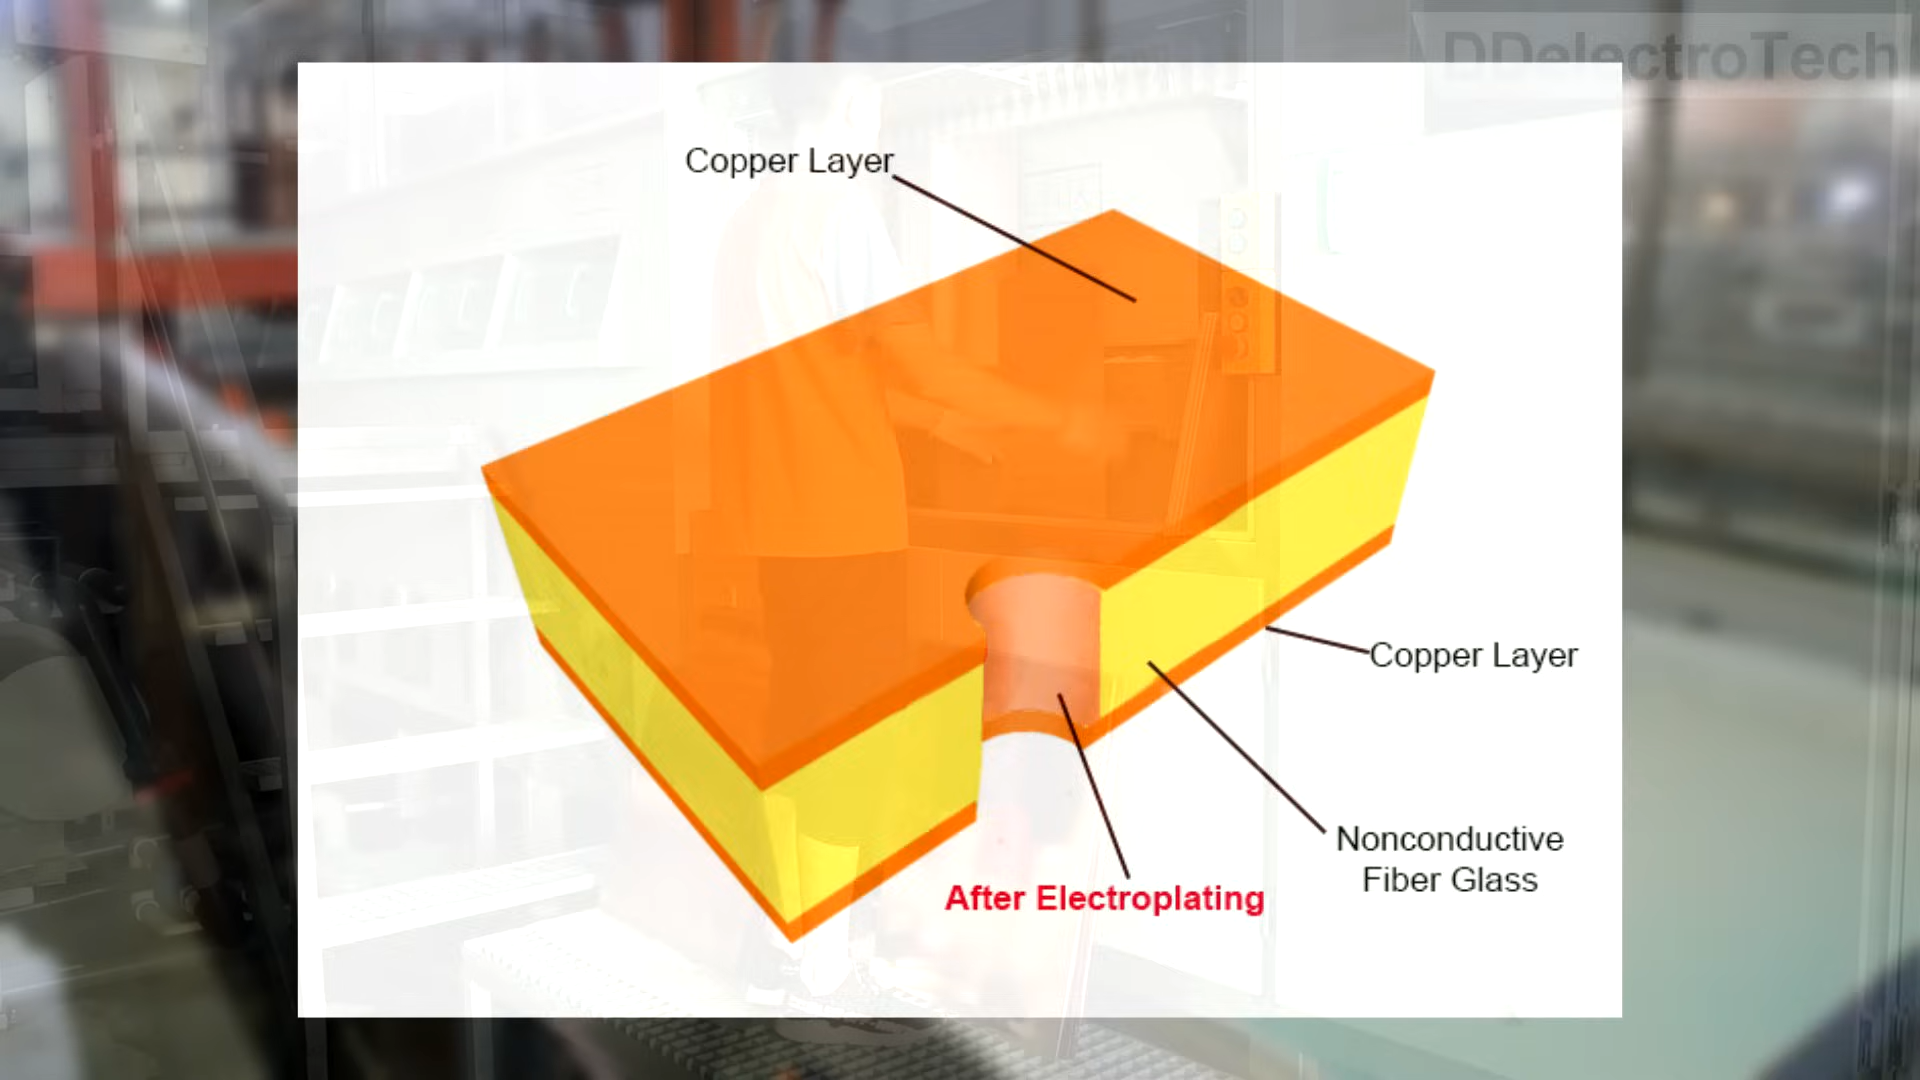 DDelectroTech
Copper Layer
Copper Layer
Nonconductive
Fiber Glass
After Electroplating